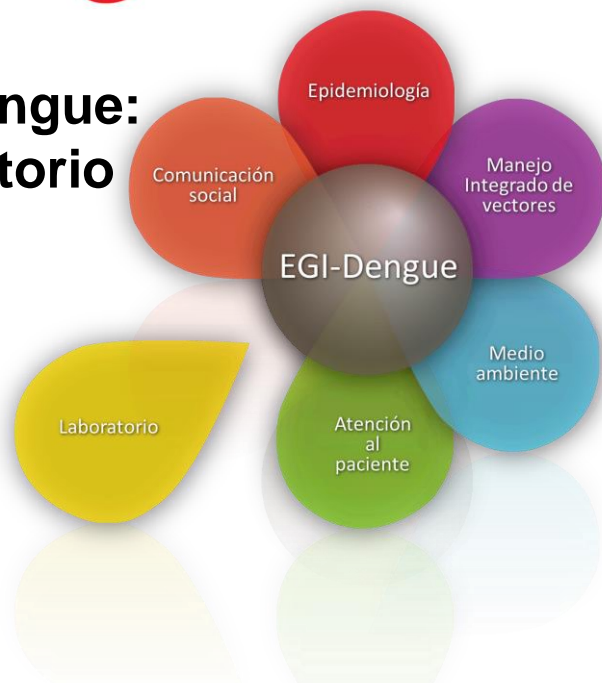 ngue:
torio
Epidemiología
Comunicación
social
Manejo
Integrado de
vectores
EGI-Dengue
Medio
ambiente
Laboratorio
Atención
al
paciente